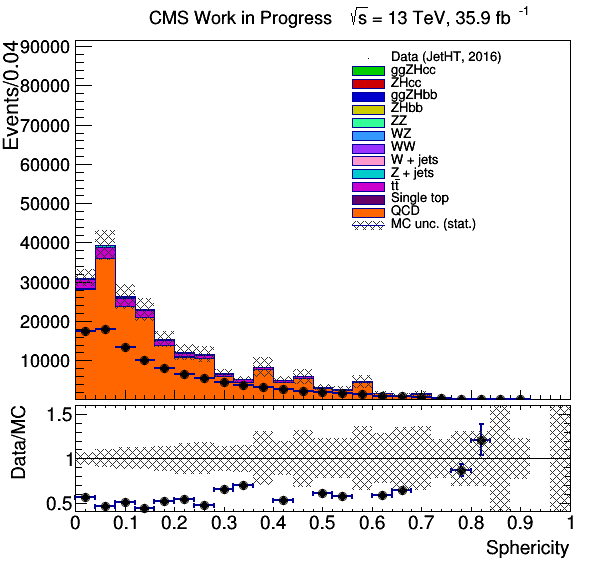 CMS Work in Progress √s = 13 TeV, 35.9 fb -1
Events/0.04
90000
80000
70000
60000
50000
40000
30000
20000
10000
Data (JetHT, 2016)
ggZHcc
ZHcc
ggZHbb
ZHbb
ZZ
WZ
WW
W + jets
Z + jets
tt̄
Single top
QCD
MC unc. (stat.)
Data/MC
1.5
1
0.5
0 0.1 0.2 0.3 0.4 0.5 0.6 0.7 0.8 0.9 1
Sphericity